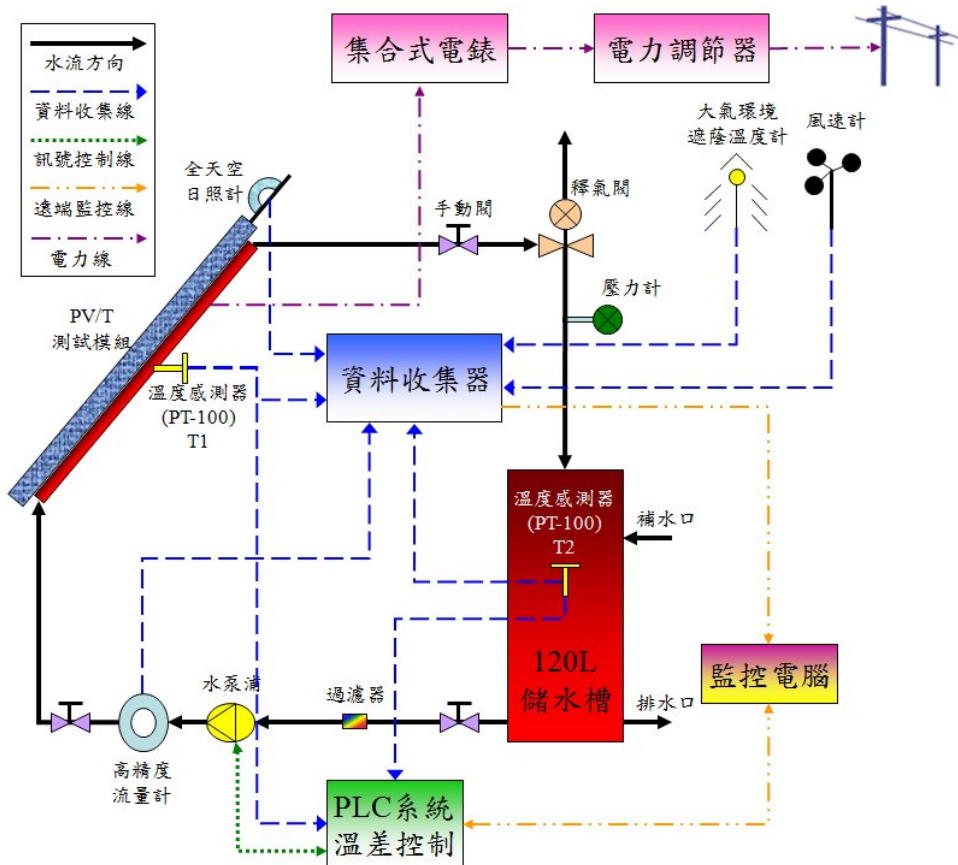 水流方向
資料收集線
訊號控制線
遠端監控線
電力線
集合式電錶
電力調節器
大氣環境
遮蔭溫度計
風速計
全天空
日照計
手動閥
釋氣閥
壓力計
PV/T
測試模組
溫度感測器
(PT-100)
T1
資料收集器
溫度感測器
(PT-100)
T2
補水口
120L
儲水槽
排水口
監控電腦
水泵浦
過濾器
高精度
流量計
PLC系統
溫差控制